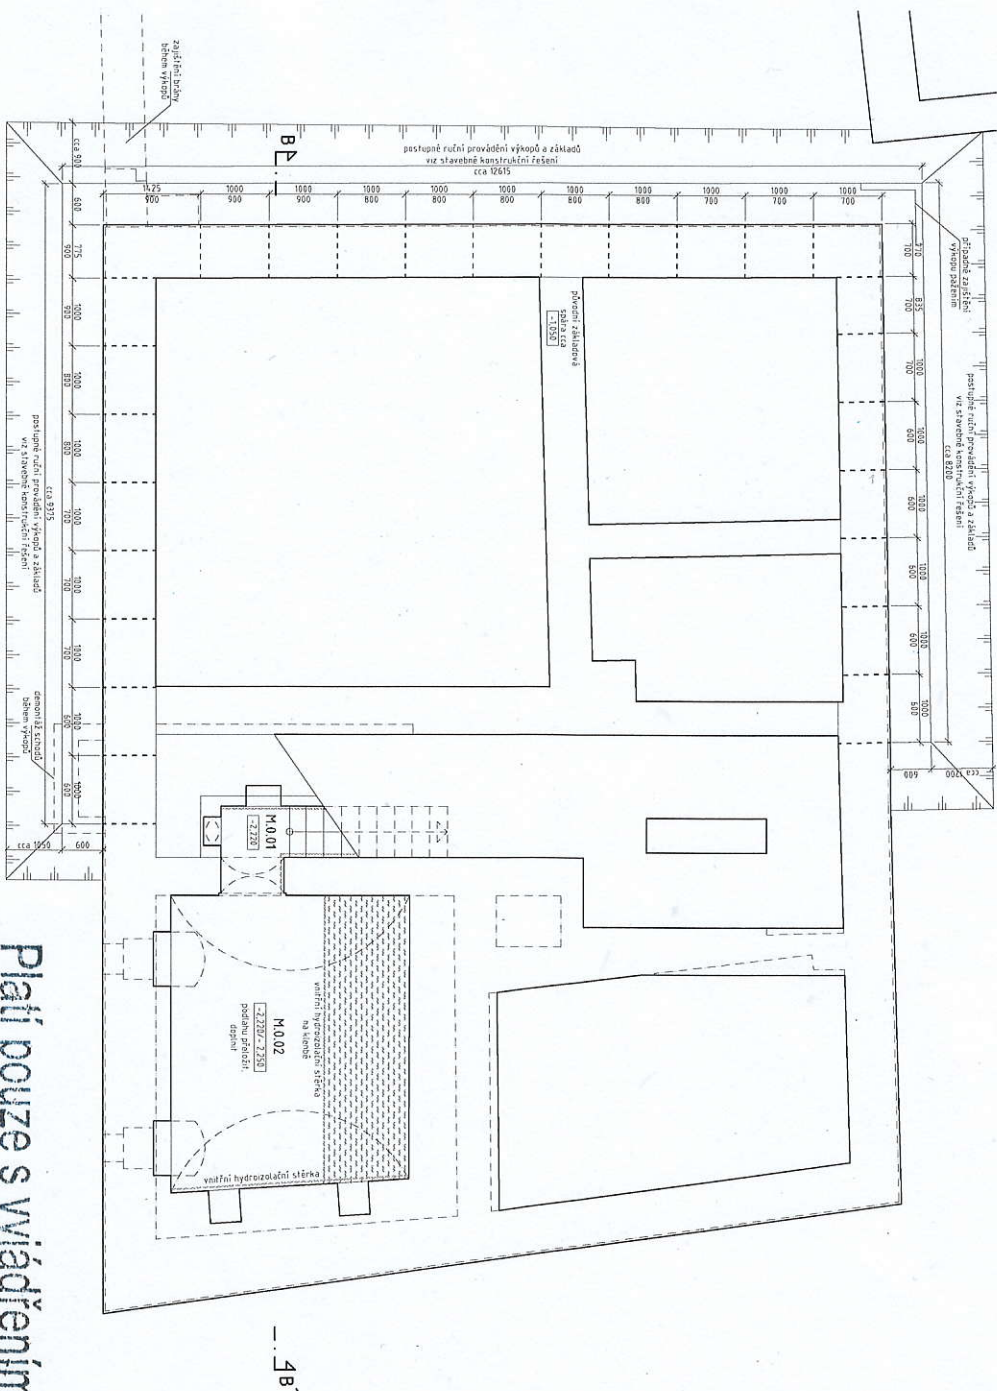 zajištění brány
během výkopů
postupné ruční provádění výkopů a základů
viz stavebně konstrukční řešení
cca 12615
B
cca 900
600
1425
900
1000
900
1000
900
1000
800
1000
800
1000
800
1000
800
1000
800
1000
700
1000
700
1000
700
případné zajištění
výkopu pažením
postupné ruční provádění výkopů a základů
viz stavebně konstrukční řešení
cca 8200
770
700
835
700
1000
700
1000
600
1000
600
1000
600
1000
600
1000
600
cca 1200
600
775
900
1000
900
1000
800
1000
800
1000
700
1000
700
1000
700
1000
600
1000
600
cca 9375
postupné ruční provádění výkopů a základů
viz stavebně konstrukční řešení
demontáž schodů
během výkopů
cca 1050
600
původní základová
spára cca
-1,050
M.0.01
-2,720
M.0.02
-2,220/-2,250
podlahu přeložit,
doplnit
vnitřní hydroizolační stěrka
na klenbě
vnitřní hydroizolační stěrka
B
Platí pouze s vyjádřením